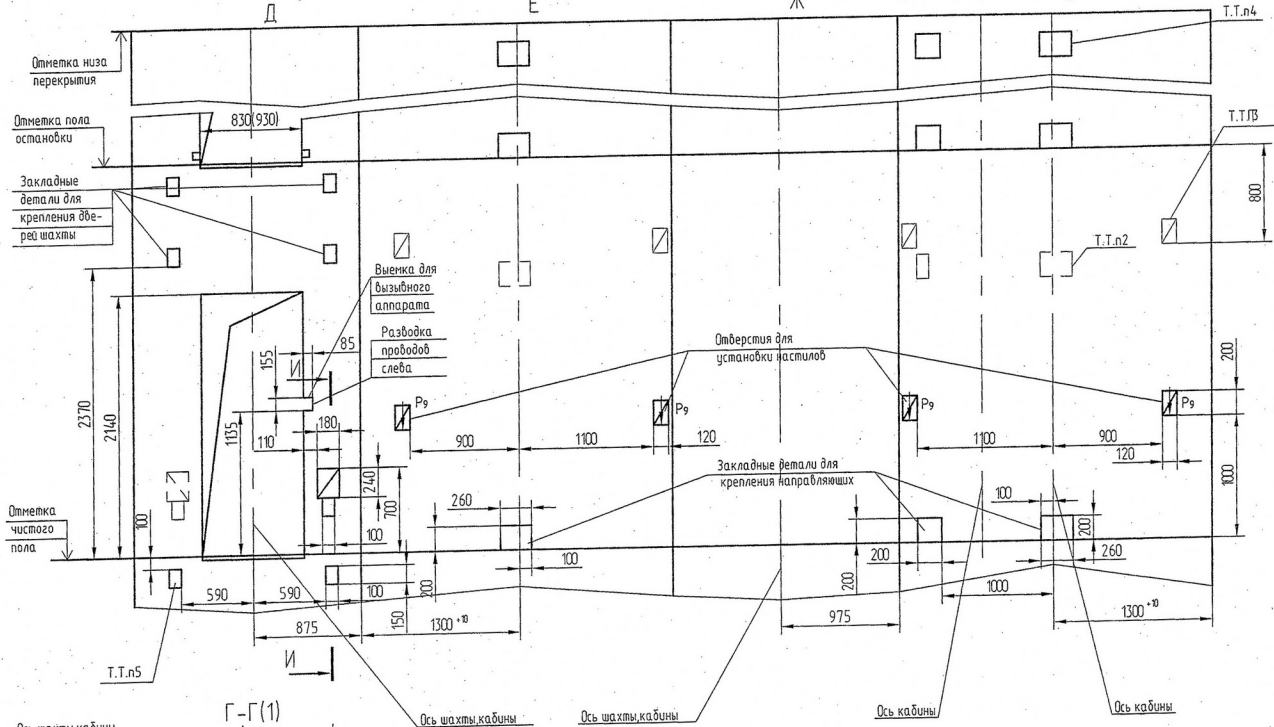 Д
Е
Ж
Т.Т.п4
Отметка низа
перекрытия
Отметка пола
остановки
830(930)
Т.Т.П3
Закладные
детали для
крепления две-
рей шахты
800
Т.Т.п2
Выемка для
вызывного
аппарата
Разводка
проводов
слева
Отверстия для
установки настилов
85
155
И
2370
2140
1135
110
180
240
700
Р9
Р9
Р9
Р9
200
900
1100
120
1100
900
120
1000
Закладные детали для
крепления направляющих
Отметка
чистого
пола
100
260
100
200
100
100
200
200
260
200
590
590
100
150
1000
875
1300 +10
975
1300 +10
Т.Т.п5
И
Г-Г(1)
Ось шахты,кабины
Ось шахты,кабины
Ось шахты,кабины
Ось кабины
Ось кабины